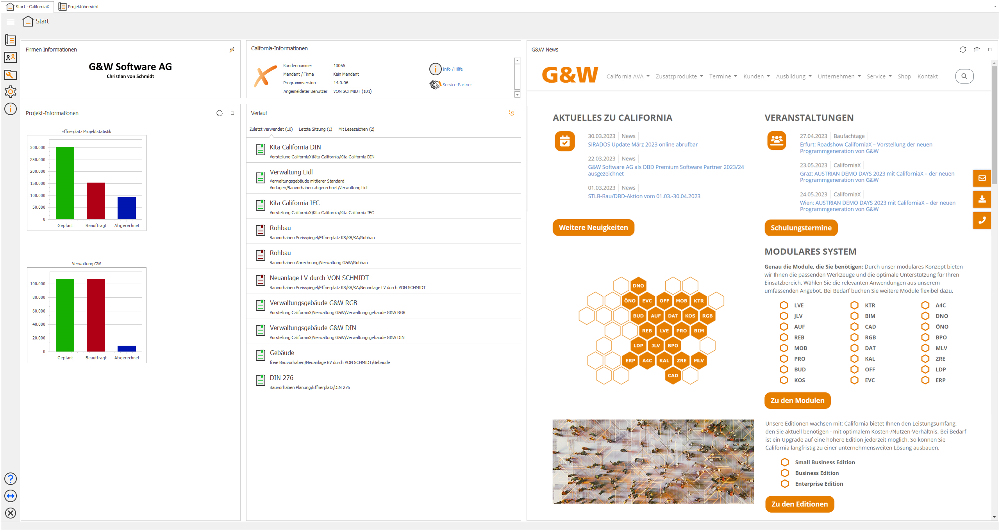 Start - CaliforniaX
Projektübersicht
Start
Firmen Informationen
G&W Software AG
Christian von Schmidt
California-Informationen
Kundennummer 10065
Mandant / Firma Kein Mandant
Programmversion 14.0.06
Angemeldeter Benutzer VON SCHMIDT (101)
Info / Hilfe
Service-Partner
Projekt-Informationen
Effnerplatz Projektstatistik
300.000
250.000
200.000
150.000
100.000
50.000
0
Geplant Beauftragt Abgerechnet
Verwaltung GW
100.000
80.000
60.000
40.000
20.000
0
Geplant Beauftragt Abgerechnet
Verlauf
Zuletzt verwendet (10) Letzte Sitzung (1) Mit Lesezeichen (2)
Kita California DIN
Vorstellung CaliforniaX/Kita California/Kita California DIN
Verwaltung Lidl
Verwaltungsgebäude mittlerer Standard
Vorlagen/Bauvorhaben abgerechnet/Verwaltung Lidl
Kita California IFC
Vorstellung CaliforniaX/Kita California/Kita California IFC
Rohbau
Bauvorhaben Preisspiegel/Effnerplatz KS/KB/KA/Rohbau
Rohbau
Bauvorhaben Abrechnung/Verwaltung G&W/Rohbau
Neuanlage LV durch VON SCHMIDT
Bauvorhaben Preisspiegel/Effnerplatz KS/KB/KA/Neuanlage LV durch VON SCHMIDT
Verwaltungsgebäude G&W RGB
Vorstellung CaliforniaX/Verwaltung G&W/Verwaltungsgebäude G&W RGB
Verwaltungsgebäude G&W DIN
Vorstellung CaliforniaX/Verwaltung G&W/Verwaltungsgebäude G&W DIN
Gebäude
freie Bauvorhaben/Neuanlage BV durch VON SCHMIDT/Gebäude
DIN 276
Bauvorhaben Planung/Effnerplatz/DIN 276
G&W News
G&W
California AVA Zusatzprodukte Termine Kunden Ausbildung Unternehmen Service Shop Kontakt
AKTUELLES ZU CALIFORNIA
30.03.2023 News
SIRADOS Update März 2023 online abrufbar
22.03.2023 News
G&W Software AG als DBD Premium Software Partner 2023/24
ausgezeichnet
01.03.2023 News
STLB-Bau/DBD-Aktion vom 01.03.-30.04.2023
Weitere Neuigkeiten
VERANSTALTUNGEN
27.04.2023 Baufachtage
Erfurt: Roadshow CaliforniaX – Vorstellung der neuen
Programmgeneration von G&W
23.05.2023 CaliforniaX
Graz: AUSTRIAN DEMO DAYS 2023 mit CaliforniaX – der neuen
Programmgeneration von G&W
24.05.2023 CaliforniaX
Wien: AUSTRIAN DEMO DAYS 2023 mit CaliforniaX – der neuen
Programmgeneration von G&W
Schulungstermine
DNO
ÖNO EVC OFF MOB KTR
BUD AUF DAT KOS RGB
REB LVE PRO BIM
LDP JLV BPO
ERP A4C KAL ZRE MLV
CAD
MODULARES SYSTEM
Genau die Module, die Sie benötigen: Durch unser modulares Konzept bieten
wir Ihnen die passenden Werkzeuge und die optimale Unterstützung für Ihren
Einsatzbereich. Wählen Sie die relevanten Anwendungen aus unserem
umfassenden Angebot. Bei Bedarf buchen Sie weitere Module flexibel dazu.
LVE KTR A4C
JLV BIM DNO
AUF CAD ÖNO
REB RGB BPO
MOB DAT MLV
PRO KAL ZRE
BUD OFF LDP
KOS EVC ERP
Zu den Modulen
Unsere Editionen wachsen mit: California bietet Ihnen den Leistungsumfang,
den Sie aktuell benötigen - mit optimalem Kosten-/Nutzen-Verhältnis. Bei Bedarf
ist ein Upgrade auf eine höhere Edition jederzeit möglich. So können Sie
California langfristig zu einer unternehmensweiten Lösung ausbauen.
Small Business Edition
Business Edition
Enterprise Edition
Zu den Editionen